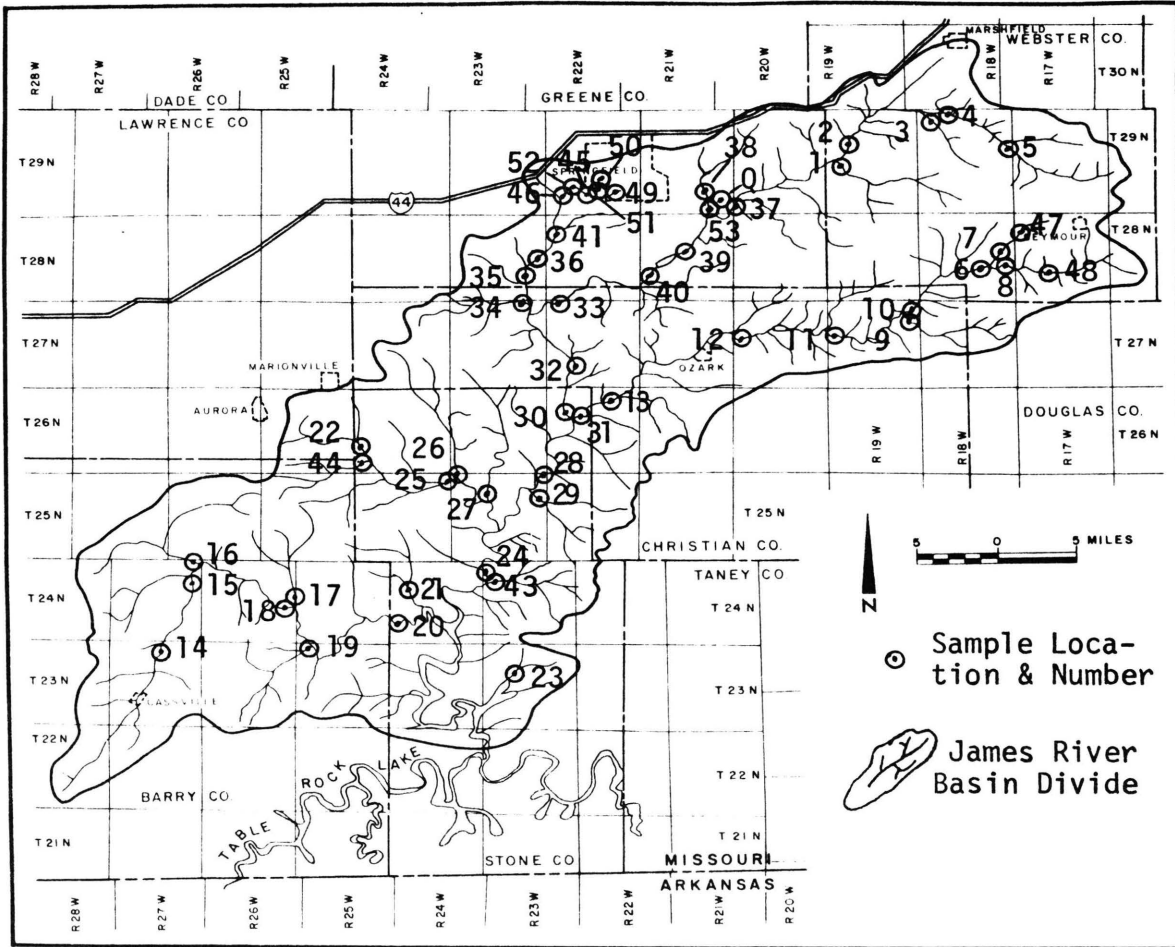 MARSHFIELD
WEBSTER CO.
R28W
R27W
R26W
R25W
R24W
R23W
R22W
R21W
R20W
R19W
R18W
R17W
T30N
DADE CO
GREENE CO.
LAWRENCE CO
T29N
52
45
50
38
2
3
4
T29N
1
5
SPRINGFIELD
0
46
49
37
51
53
47
41
7
T28N
T28N
36
39
6
8
48
35
40
34
33
10
44
12
11
9
T27N
T27N
MARIONVILLE
OZARK
32
13
AURORA
30
31
DOUGLAS CO.
T26N
T26N
22
26
R19W
R18W
R17W
44
25
28
27
29
T25N
T25N
5
0
5
MILES
CHRISTIAN CO.
16
24
TANEY CO.
15
17
21
43
T24N
18
T24N
20
N
14
19
Sample Loca-
tion & Number
23
T23N
T23N
T22N
James River
Basin Divide
TABLE ROCK LAKE
T22N
BARRY CO.
T21N
T21N
STONE CO
MISSOURI
ARKANSAS
R28W
R27W
R26W
R25W
R24W
R23W
R22W
R21W
R20W